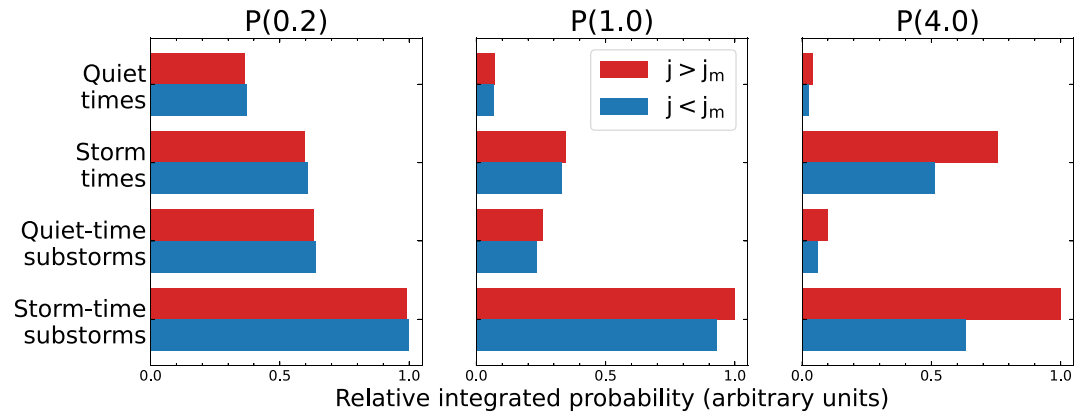 P(0.2) P(1.0) P(4.0)
Quiet
times
Storm
times
Quiet-time
substorms
Storm-time
substorms
j > jₘ
j < jₘ
0.0 0.5 1.0 0.0 0.5 1.0 0.0 0.5 1.0
Relative integrated probability (arbitrary units)